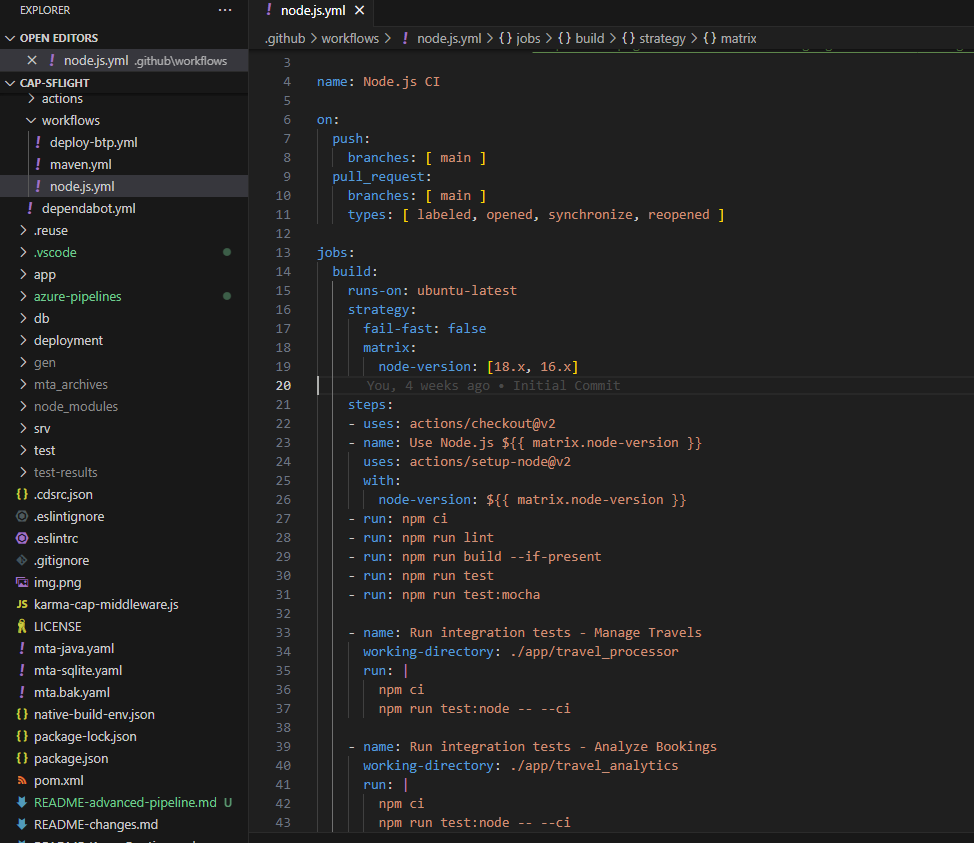 EXPLORER
···
OPEN EDITORS
node.js.yml .github\workflows
CAP-SFLIGHT
actions
workflows
deploy-btp.yml
maven.yml
node.js.yml
dependabot.yml
.reuse
.vscode
app
azure-pipelines
db
deployment
gen
mta_archives
node_modules
srv
test
test-results
.cdsrc.json
.eslintignore
.eslintrc
.gitignore
img.png
JS karma-cap-middleware.js
LICENSE
mta-java.yaml
mta-sqlite.yaml
mta.bak.yaml
native-build-env.json
package-lock.json
package.json
pom.xml
README-advanced-pipeline.md U
README-changes.md
! node.js.yml
.github > workflows > ! node.js.yml > {} jobs > {} build > {} strategy > {} matrix
3
4 name: Node.js CI
5
6 on:
7 push:
8 branches: [ main ]
9 pull_request:
10 branches: [ main ]
11 types: [ labeled, opened, synchronize, reopened ]
12
13 jobs:
14 build:
15 runs-on: ubuntu-latest
16 strategy:
17 fail-fast: false
18 matrix:
19 node-version: [18.x, 16.x]
20 You, 4 weeks ago • Initial Commit
21 steps:
22 - uses: actions/checkout@v2
23 - name: Use Node.js ${{ matrix.node-version }}
24 uses: actions/setup-node@v2
25 with:
26 node-version: ${{ matrix.node-version }}
27 - run: npm ci
28 - run: npm run lint
29 - run: npm run build --if-present
30 - run: npm run test
31 - run: npm run test:mocha
32
33 - name: Run integration tests - Manage Travels
34 working-directory: ./app/travel_processor
35 run: |
36 npm ci
37 npm run test:node -- --ci
38
39 - name: Run integration tests - Analyze Bookings
40 working-directory: ./app/travel_analytics
41 run: |
42 npm ci
43 npm run test:node -- --ci